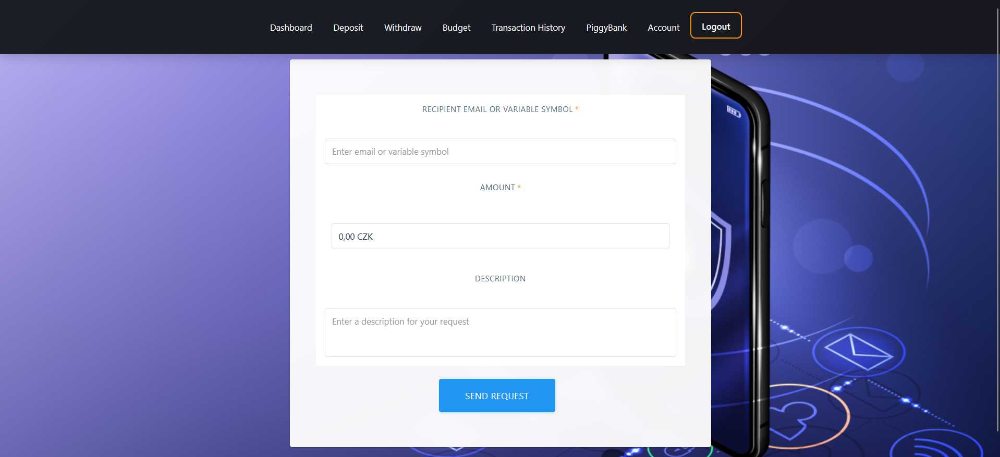 Dashboard Deposit Withdraw Budget Transaction History PiggyBank Account Logout
RECIPIENT EMAIL OR VARIABLE SYMBOL *
Enter email or variable symbol
AMOUNT *
0,00 CZK
DESCRIPTION
Enter a description for your request
SEND REQUEST